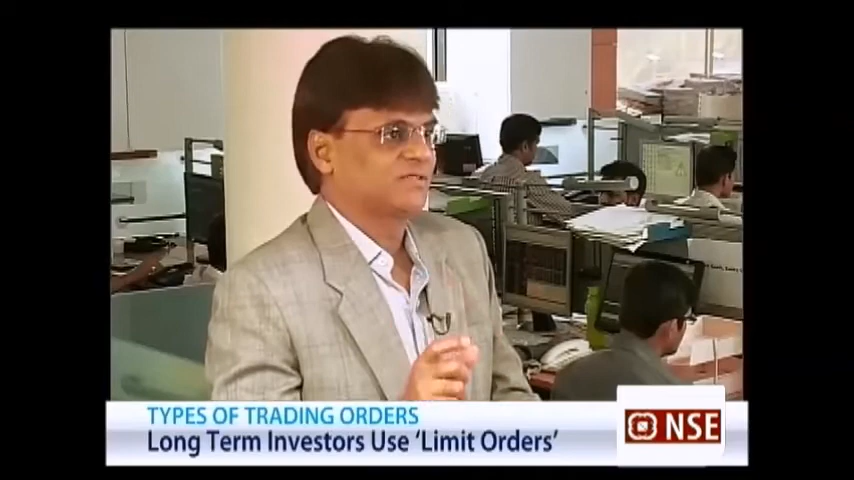 TYPES OF TRADING ORDERS
Long Term Investors Use ‘Limit Orders’
NSE